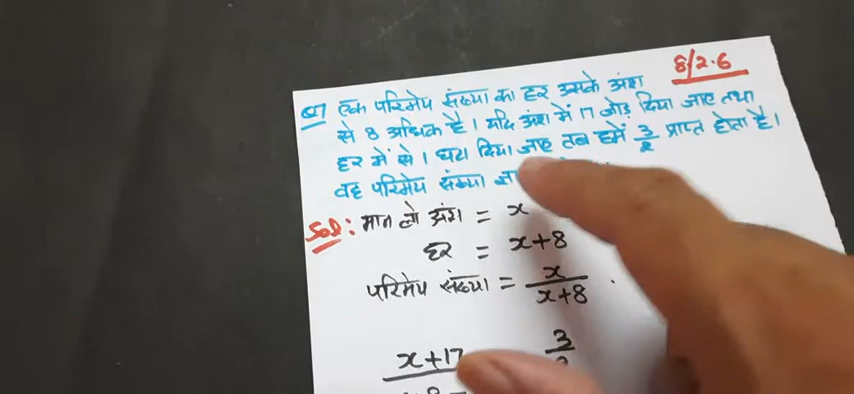 8/2.6
Q7 एक परिमेय संख्या का हर उसके अंश
से 8 अधिक है। यदि अंश में 17 जोड़ दिया जाए तथा
हर में से 1 घटा दिया जाए तब हमें 3/2 प्राप्त होता है।
वह परिमेय संख्या
Sol: मान लो अंश = x
हर = x+8
परिमेय संख्या = x/x+8
x+17 3